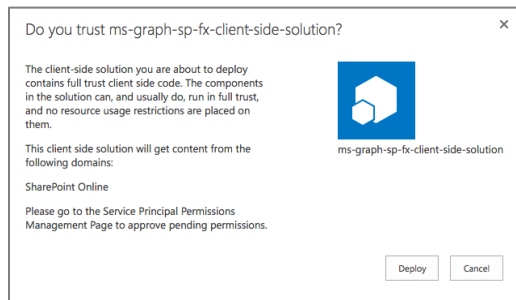 Do you trust ms-graph-sp-fx-client-side-solution?
The client-side solution you are about to deploy
contains full trust client side code. The components
in the solution can, and usually do, run in full trust,
and no resource usage restrictions are placed on
them.
This client side solution will get content from the
following domains:
SharePoint Online
Please go to the Service Principal Permissions
Management Page to approve pending permissions.
ms-graph-sp-fx-client-side-solution
Deploy Cancel